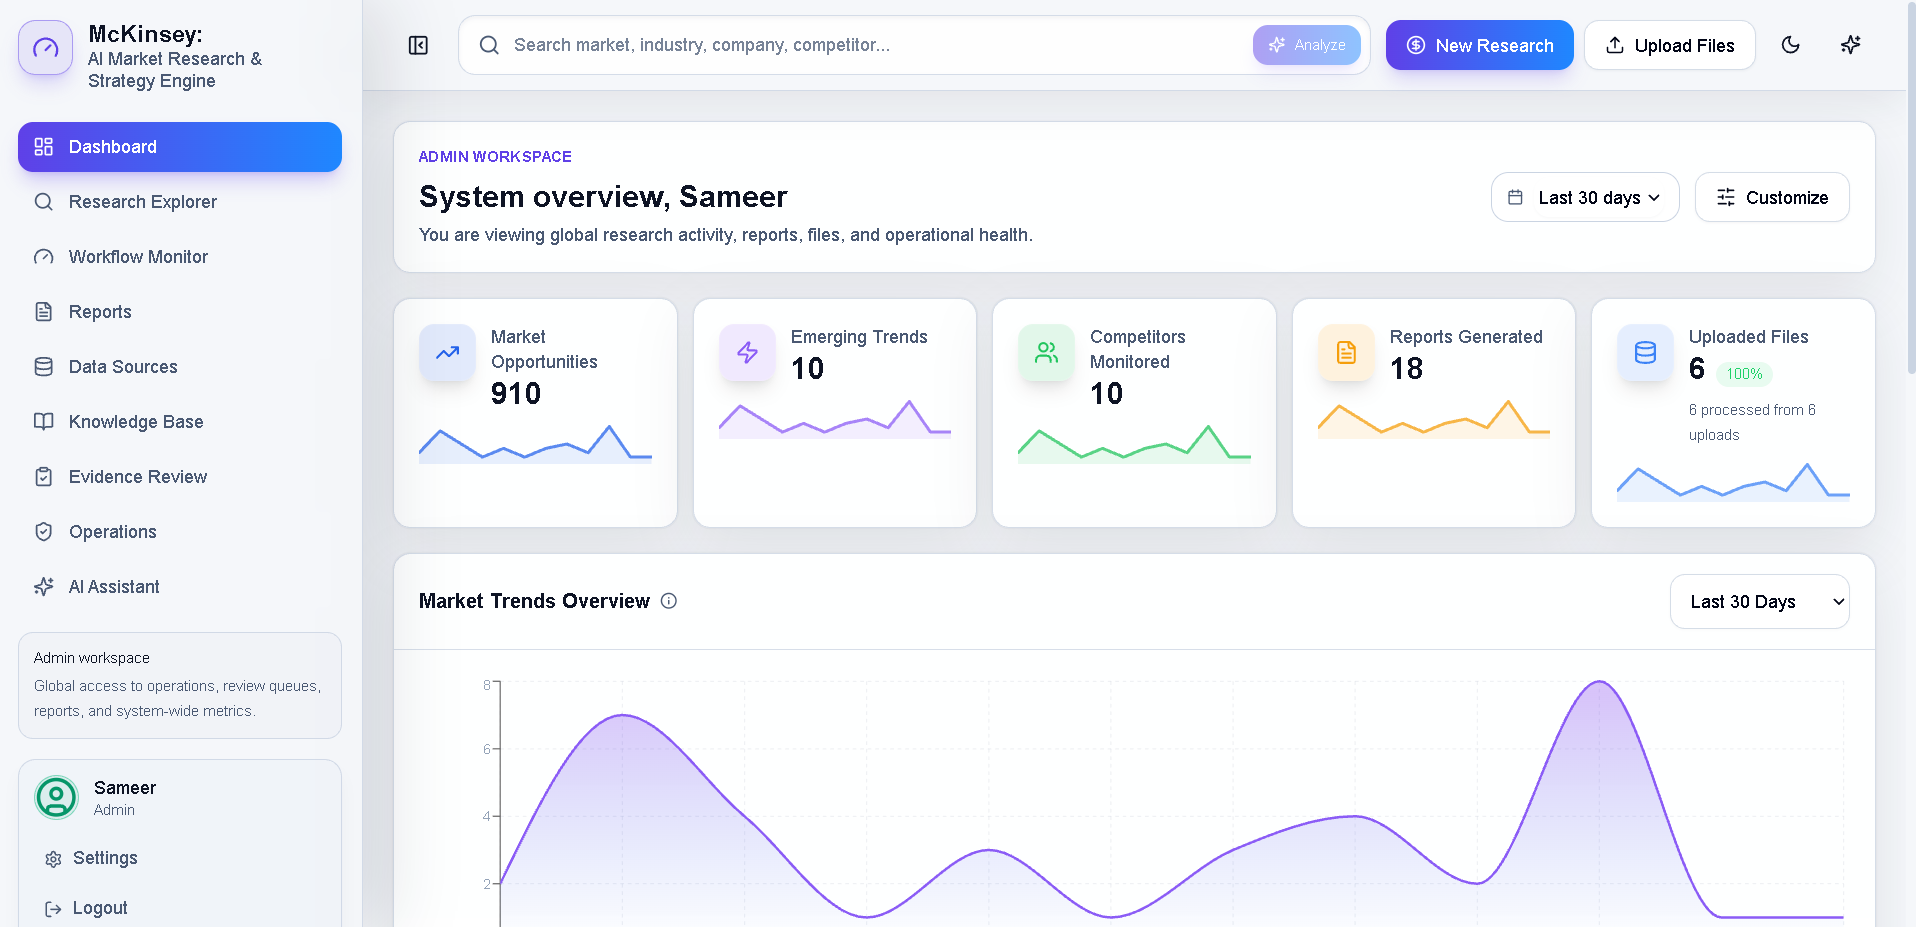 McKinsey:
AI Market Research &
Strategy Engine
Dashboard
Research Explorer
Workflow Monitor
Reports
Data Sources
Knowledge Base
Evidence Review
Operations
AI Assistant
Admin workspace
Global access to operations, review queues,
reports, and system-wide metrics.
Sameer
Admin
Settings
Logout
Search market, industry, company, competitor...
Analyze
New Research
Upload Files
ADMIN WORKSPACE
System overview, Sameer
You are viewing global research activity, reports, files, and operational health.
Last 30 days
Customize
Market
Opportunities
910
Emerging Trends
10
Competitors
Monitored
10
Reports Generated
18
Uploaded Files
6 100%
6 processed from 6
uploads
Market Trends Overview
Last 30 Days
8
6
4
2